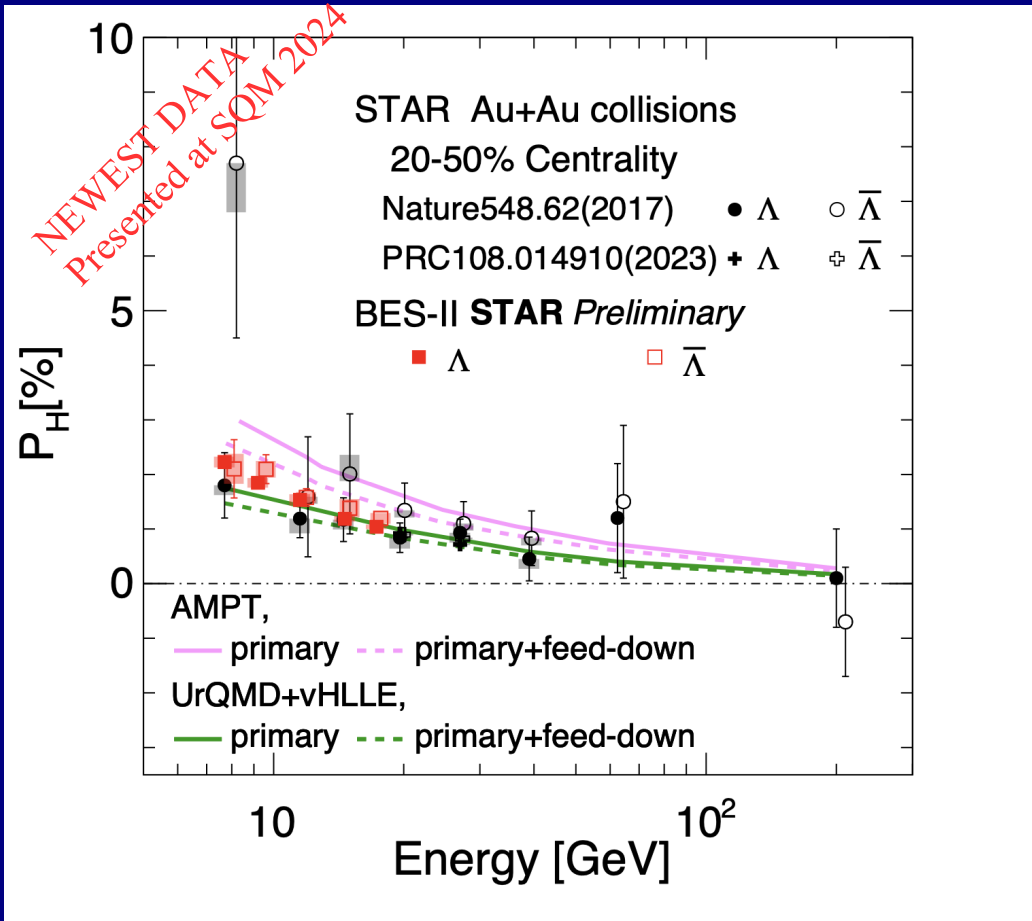 NEWEST DATA
Presented at SQM 2024
10
STAR Au+Au collisions
20-50% Centrality
Nature548.62(2017) Λ Λ̅
PRC108.014910(2023) Λ Λ̅
5
BES-II STAR Preliminary
Λ Λ̅
P_H[%]
0
AMPT,
primary primary+feed-down
UrQMD+vHLLE,
primary primary+feed-down
10 10²
Energy [GeV]